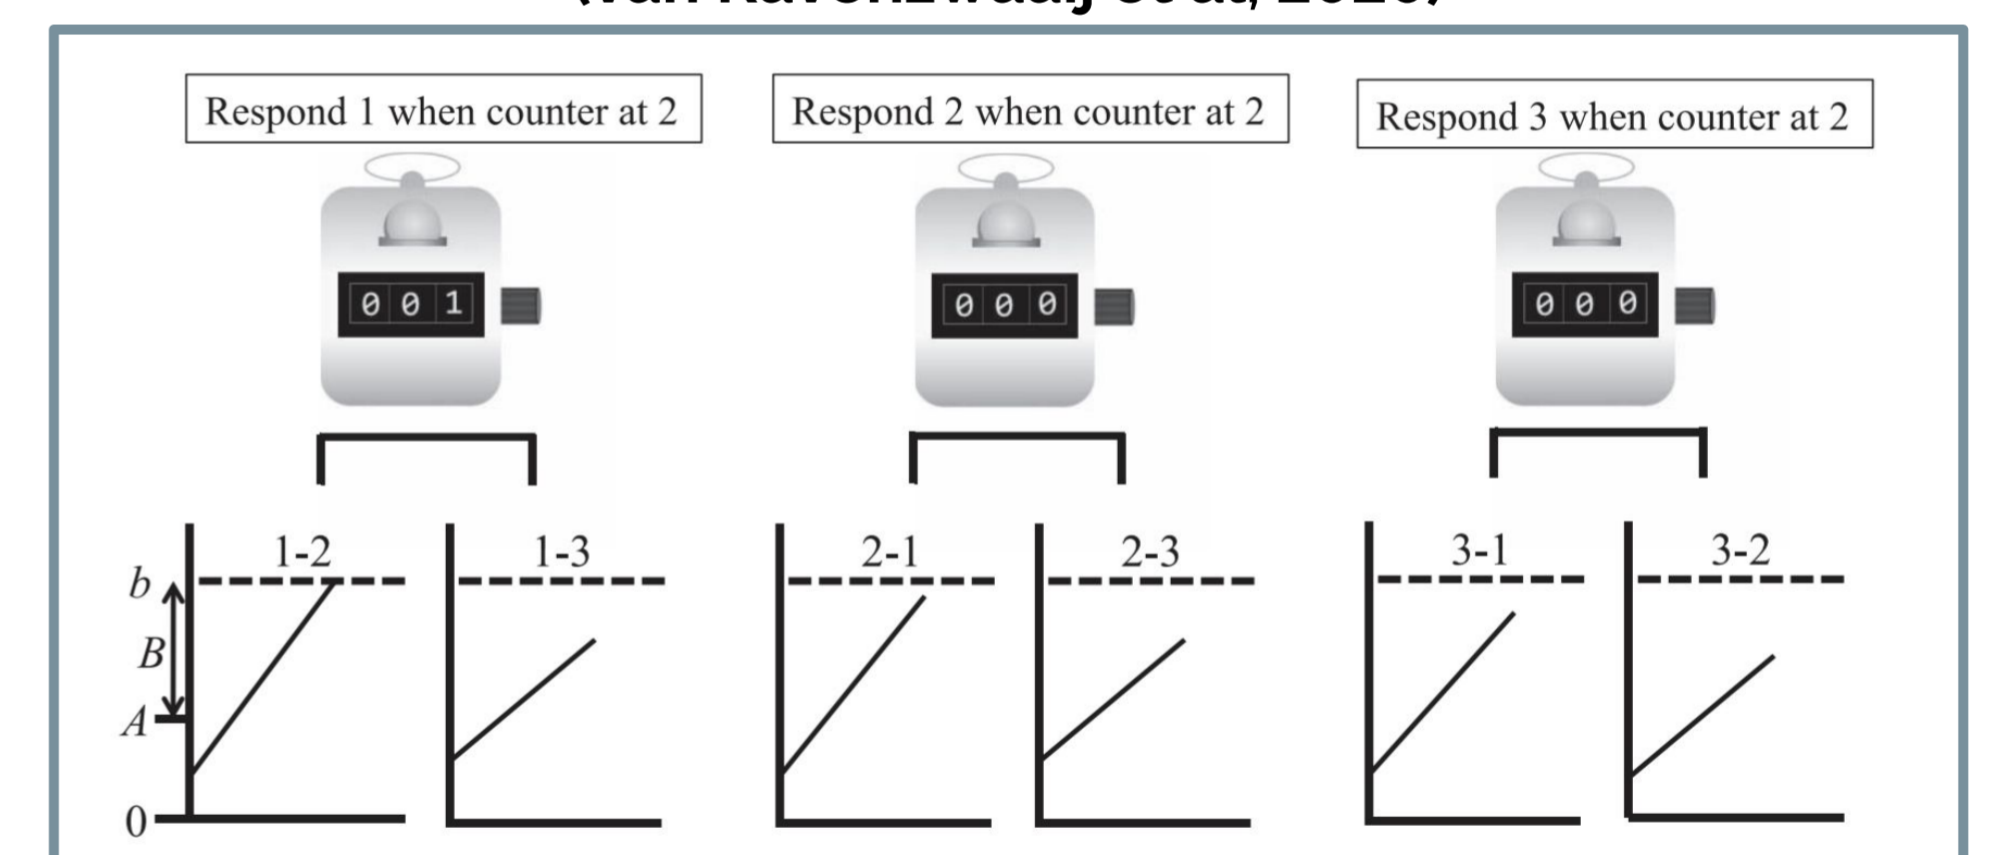 Respond 1 when counter at 2
Respond 2 when counter at 2
Respond 3 when counter at 2
0 0 1
0 0 0
0 0 0
1-2
1-3
2-1
2-3
3-1
3-2
b
B
A
0